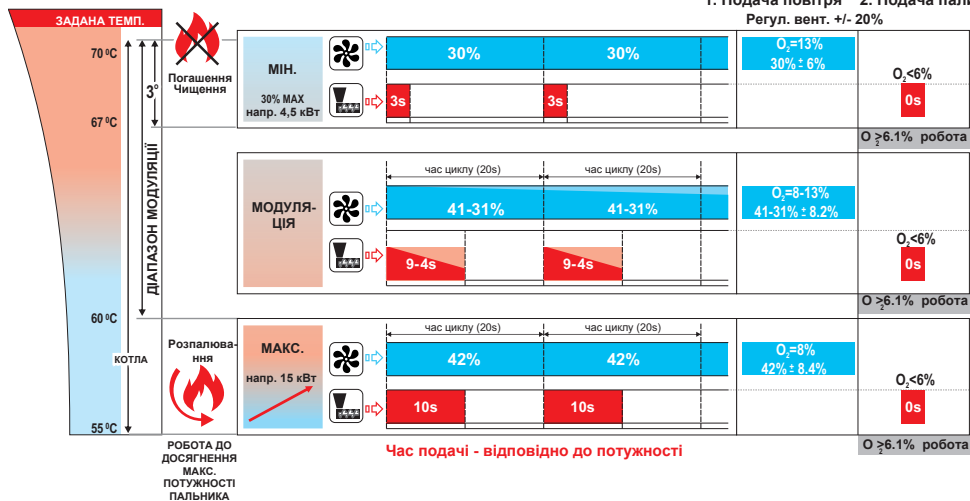 1. Подача повітря 2. Подача пали
Регул. вент. +/- 20%
ЗАДАНА ТЕМП.
70 ºC
3°
67 ºC
ДІАПАЗОН МОДУЛЯЦІЇ
60 ºC
КОТЛА
55 ºC
Погашення
Чищення
МІН.
30% MAX
напр. 4,5 кВт
30% 30%
3s 3s
O₂=13%
30% ± 6%
O₂<6%
0s
O₂≥6.1% робота
МОДУЛЯ-
ЦІЯ
час циклу (20s) час циклу (20s)
41-31% 41-31%
9-4s 9-4s
O₂=8-13%
41-31% ± 8.2%
O₂<6%
0s
O₂≥6.1% робота
Розпалюва-
ння
МАКС.
напр. 15 кВт
час циклу (20s) час циклу (20s)
42% 42%
10s 10s
O₂=8%
42% ± 8.4%
O₂<6%
0s
O₂≥6.1% робота
РОБОТА ДО
ДОСЯГНЕННЯ
МАКС.
ПОТУЖНОСТІ
ПАЛЬНИКА
Час подачі - відповідно до потужності